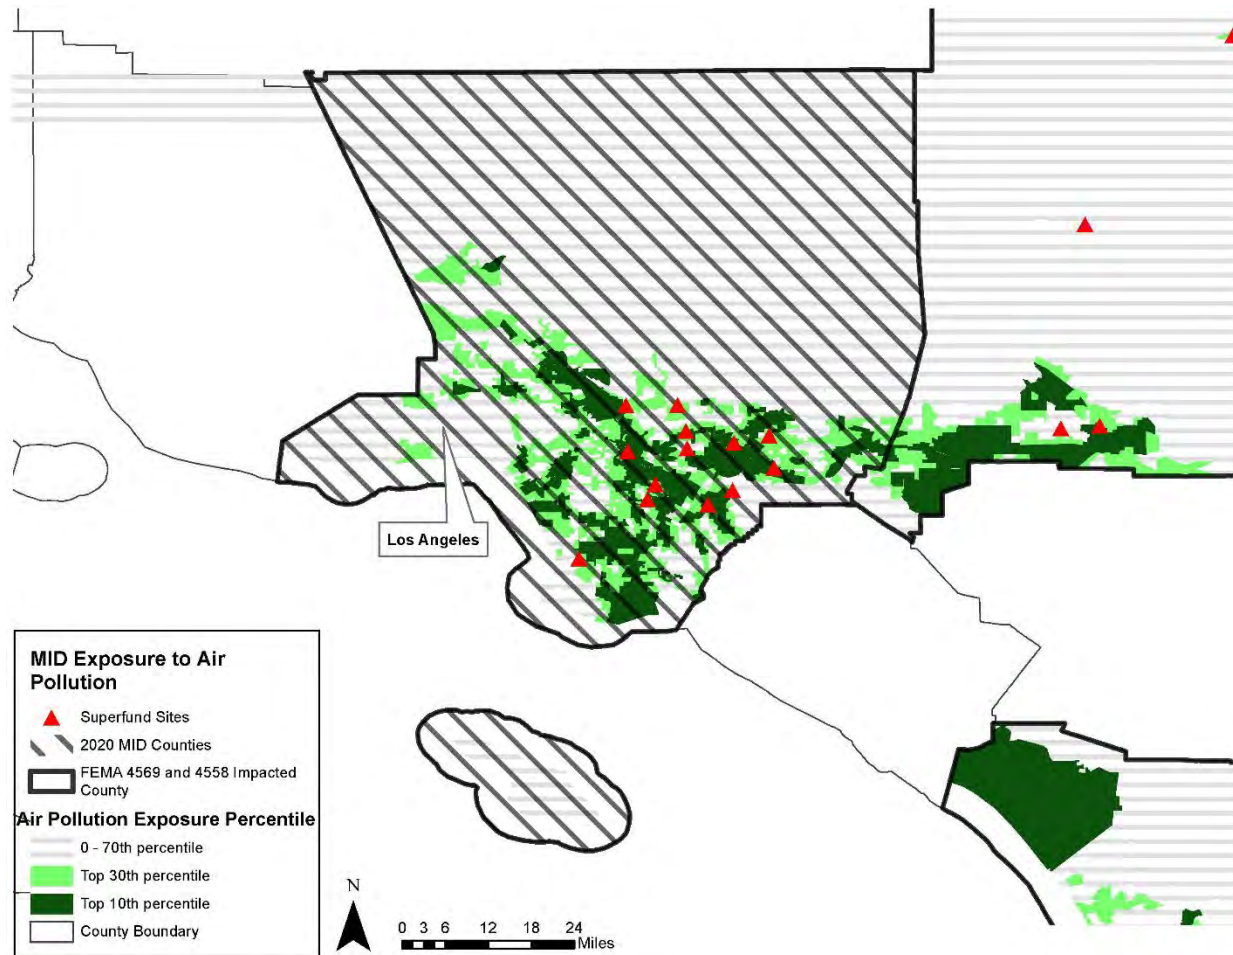 Los Angeles
MID Exposure to Air
Pollution
Superfund Sites
2020 MID Counties
FEMA 4569 and 4558 Impacted
County
Air Pollution Exposure Percentile
0 - 70th percentile
Top 30th percentile
Top 10th percentile
County Boundary
N
0 3 6 12 18 24
Miles